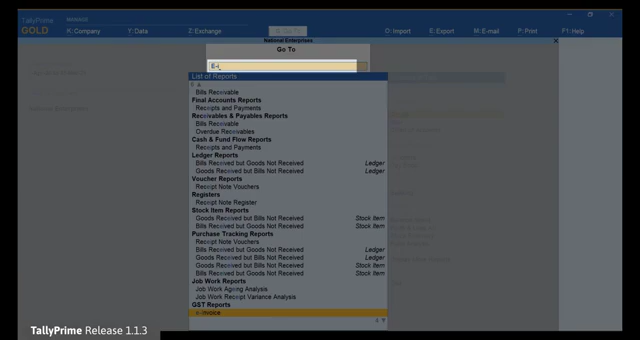 TallyPrime
GOLD
MANAGE
K: Company
Y: Data
Z: Exchange
G: Go To
O: Import
E: Export
M: E-mail
P: Print
F1: Help
National Enterprises
Go To
List of Reports
Bills Receivable
Final Accounts Reports
Receipts and Payments
Receivables & Payables Reports
Bills Receivable
Overdue Receivables
Cash & Fund Flow Reports
Receipts and Payments
Ledger Reports
Bills Received but Goods Not Received Ledger
Goods Received but Bills Not Received Ledger
Voucher Reports
Receipt Note Vouchers
Registers
Receipt Note Register
Stock Item Reports
Goods Received but Bills Not Received Stock Item
Bills Received but Goods Not Received Stock Item
Purchase Tracking Reports
Receipt Note Vouchers
Bills Received but Goods Not Received Ledger
Goods Received but Bills Not Received Ledger
Goods Received but Bills Not Received Stock Item
Bills Received but Goods Not Received Stock Item
Job Work Reports
Job Work Ageing Analysis
Job Work Receipt Variance Analysis
GST Reports
e-Invoice
TallyPrime Release 1.1.3